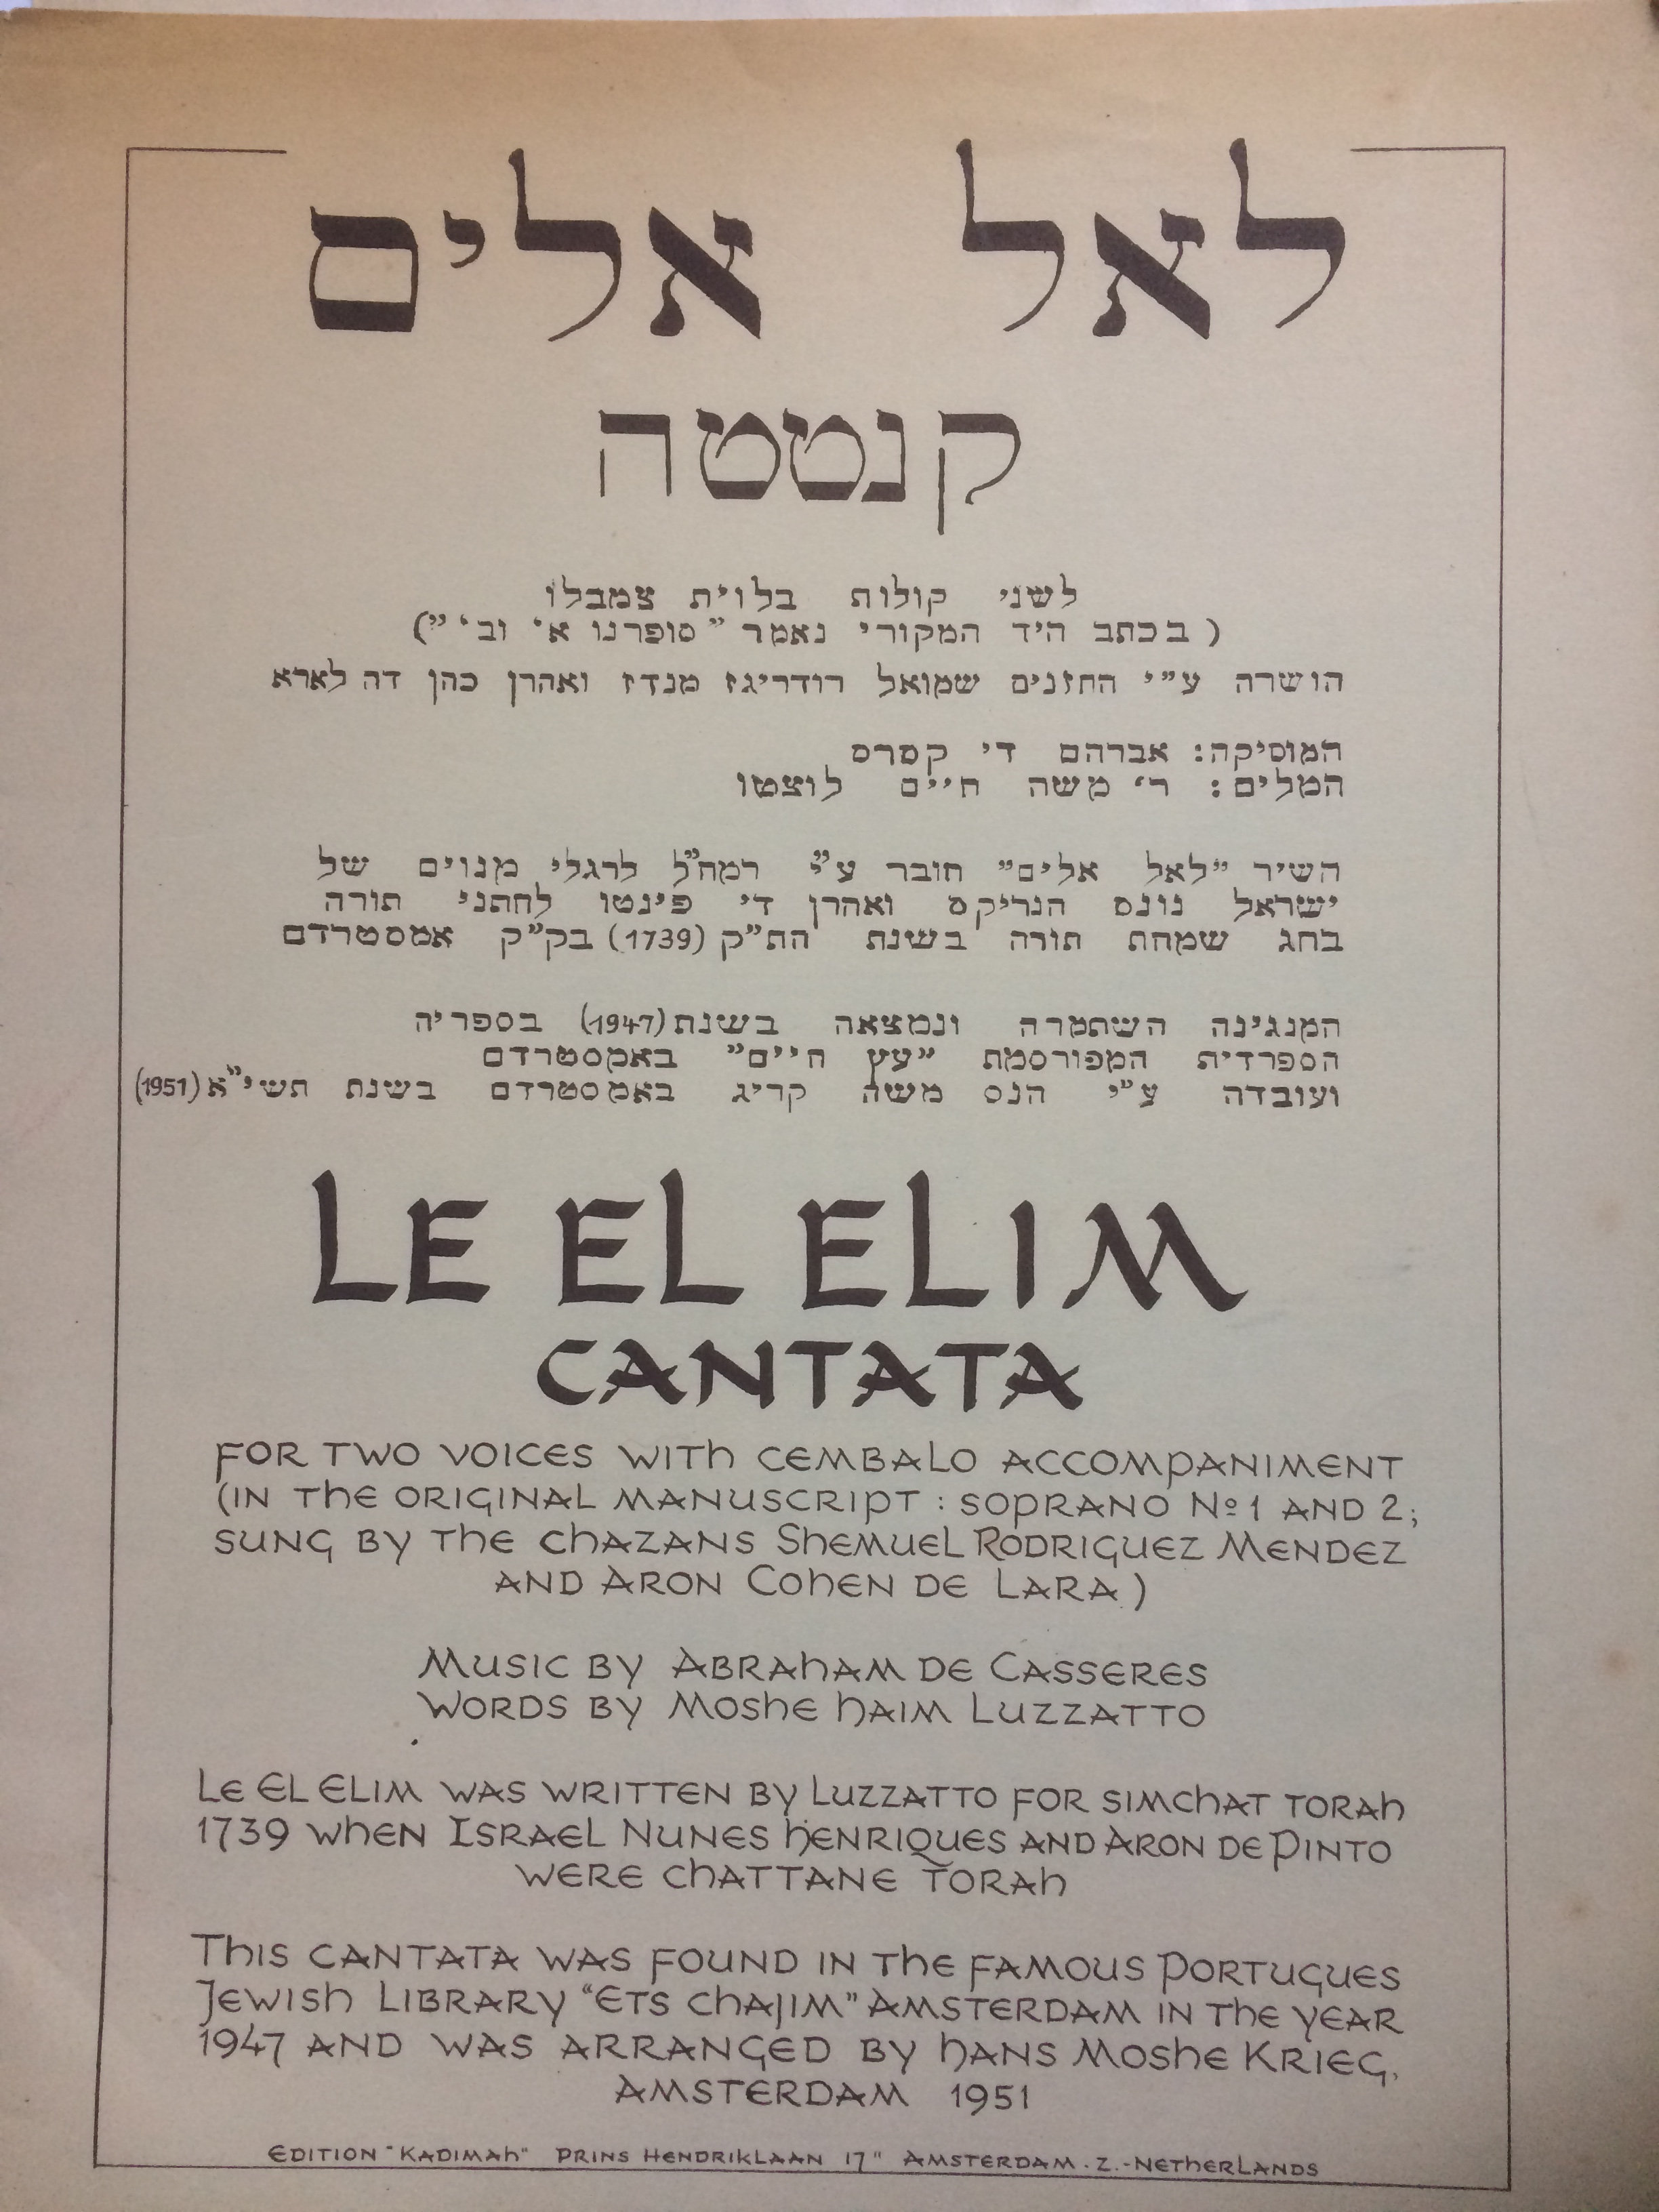 לאל אלים
קנטטה
לשני קולות בלוית צמבלו
(בכתב היד המקורי נאמר "סופרנו א' וב'")
הושרה ע"י החזנים שמואל רודריגז מנדז ואהרן כהן דה לארא
המוסיקה: אברהם די קסרס
המלים: ר' משה חיים לוצטו
השיר "לאל אלים" חובר ע"י רמח"ל לרגלי מנוים של
ישראל נונס הנריקס ואהרן די פינטו לחתני תורה
בחג שמחת תורה בשנת הת"ק (1739) בק"ק אמסטרדם
המנגינה השתמרה ונמצאה בשנת (1947) בספריה
הספרדית המפורסמת "עץ חיים" באמסטרדם
ועובדה ע"י הנס משה קריג באמסטרדם בשנת תשי"א (1951)
LE EL ELIM
CANTATA
FOR TWO VOICES WITH CEMBALO ACCOMPANIMENT
(IN THE ORIGINAL MANUSCRIPT : SOPRANO Nº 1 AND 2;
SUNG BY THE CHAZANS SHEMUEL RODRIGUEZ MENDEZ
AND ARON COHEN DE LARA)
MUSIC BY ABRAHAM DE CASSERES
WORDS BY MOSHE HAIM LUZZATTO
LE EL ELIM WAS WRITTEN BY LUZZATTO FOR SIMCHAT TORAH
1739 WHEN ISRAEL NUNES HENRIQUES AND ARON DE PINTO
WERE CHATTANE TORAH
THIS CANTATA WAS FOUND IN THE FAMOUS PORTUGUES
JEWISH LIBRARY "ETS CHAJIM" AMSTERDAM IN THE YEAR
1947 AND WAS ARRANGED BY HANS MOSHE KRIEG,
AMSTERDAM 1951
EDITION "KADIMAH" PRINS HENDRIKLAAN 17" AMSTERDAM . Z.-NETHERLANDS